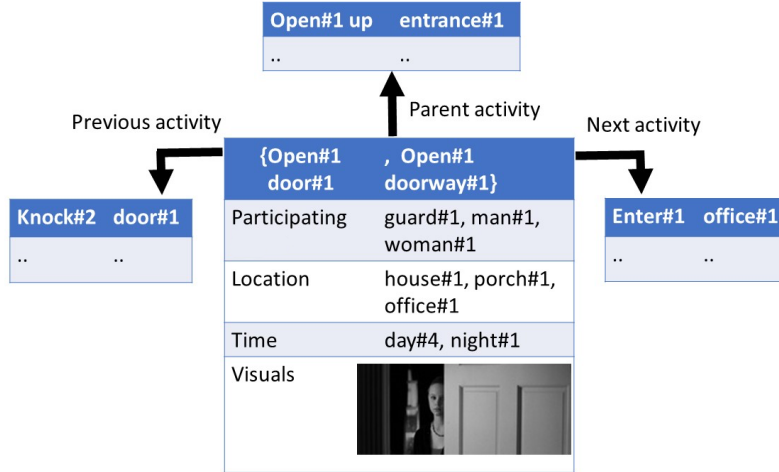 Open#1 up entrance#1
.. ..
Parent activity
Previous activity
Next activity
{Open#1 , Open#1
door#1 doorway#1}
Knock#2 door#1
.. ..
Enter#1 office#1
.. ..
Participating guard#1, man#1,
woman#1
Location house#1, porch#1,
office#1
Time day#4, night#1
Visuals